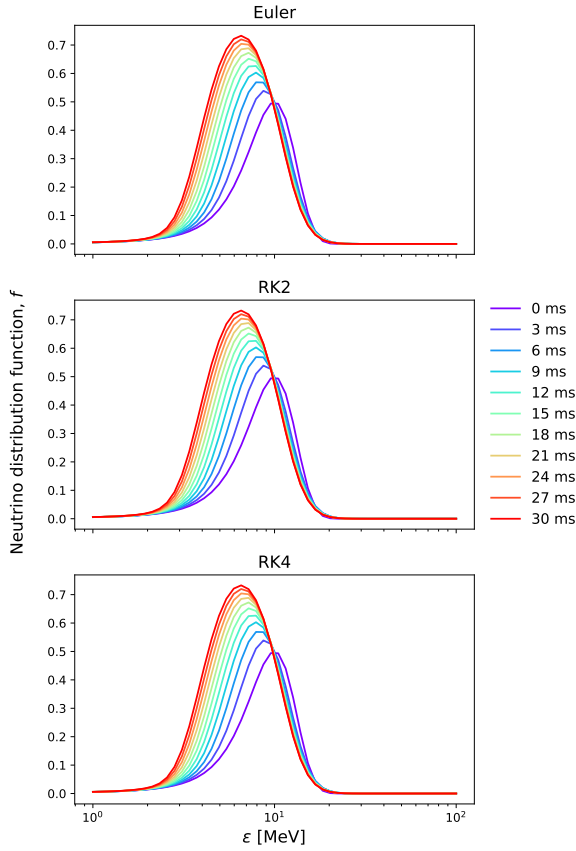 Euler
0.7
0.6
0.5
0.4
0.3
0.2
0.1
0.0
RK2
0.7
0.6
0.5
0.4
0.3
0.2
0.1
0.0
Neutrino distribution function, f
0 ms
3 ms
6 ms
9 ms
12 ms
15 ms
18 ms
21 ms
24 ms
27 ms
30 ms
RK4
0.7
0.6
0.5
0.4
0.3
0.2
0.1
0.0
10⁰ 10¹ 10²
ε [MeV]